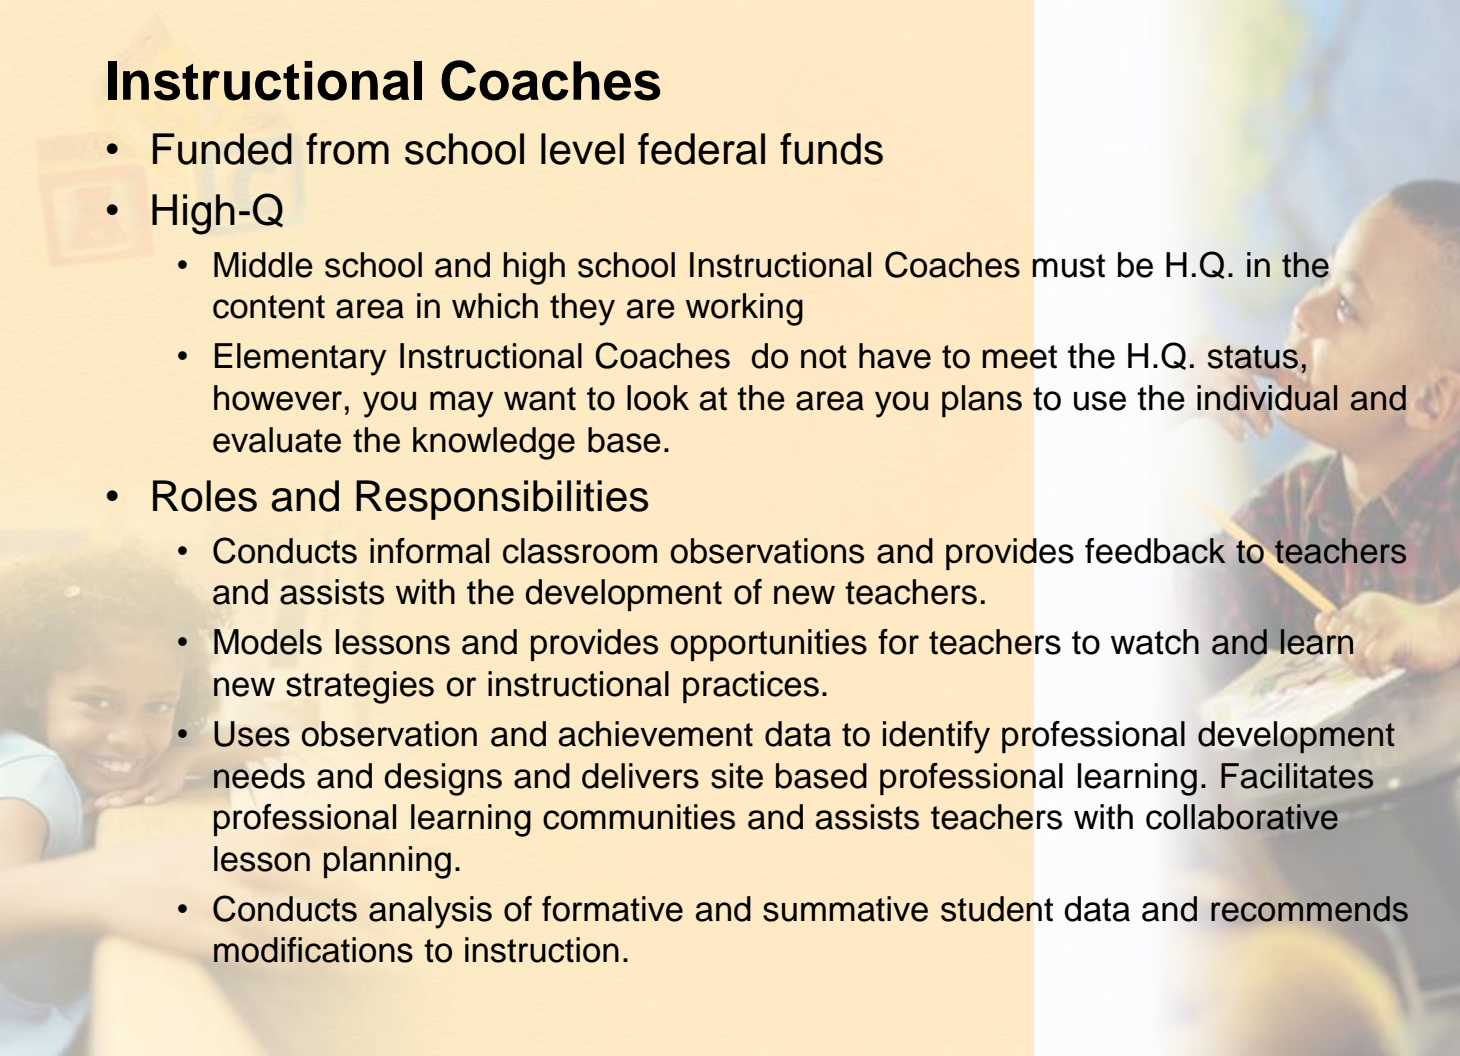 Instructional Coaches
• Funded from school level federal funds
• High-Q
• Middle school and high school Instructional Coaches must be H.Q. in the
content area in which they are working
• Elementary Instructional Coaches  do not have to meet the H.Q. status,
however, you may want to look at the area you plans to use the individual and
evaluate the knowledge base.
• Roles and Responsibilities
• Conducts informal classroom observations and provides feedback to teachers
and assists with the development of new teachers.
• Models lessons and provides opportunities for teachers to watch and learn
new strategies or instructional practices.
• Uses observation and achievement data to identify professional development
needs and designs and delivers site based professional learning. Facilitates
professional learning communities and assists teachers with collaborative
lesson planning.
• Conducts analysis of formative and summative student data and recommends
modifications to instruction.